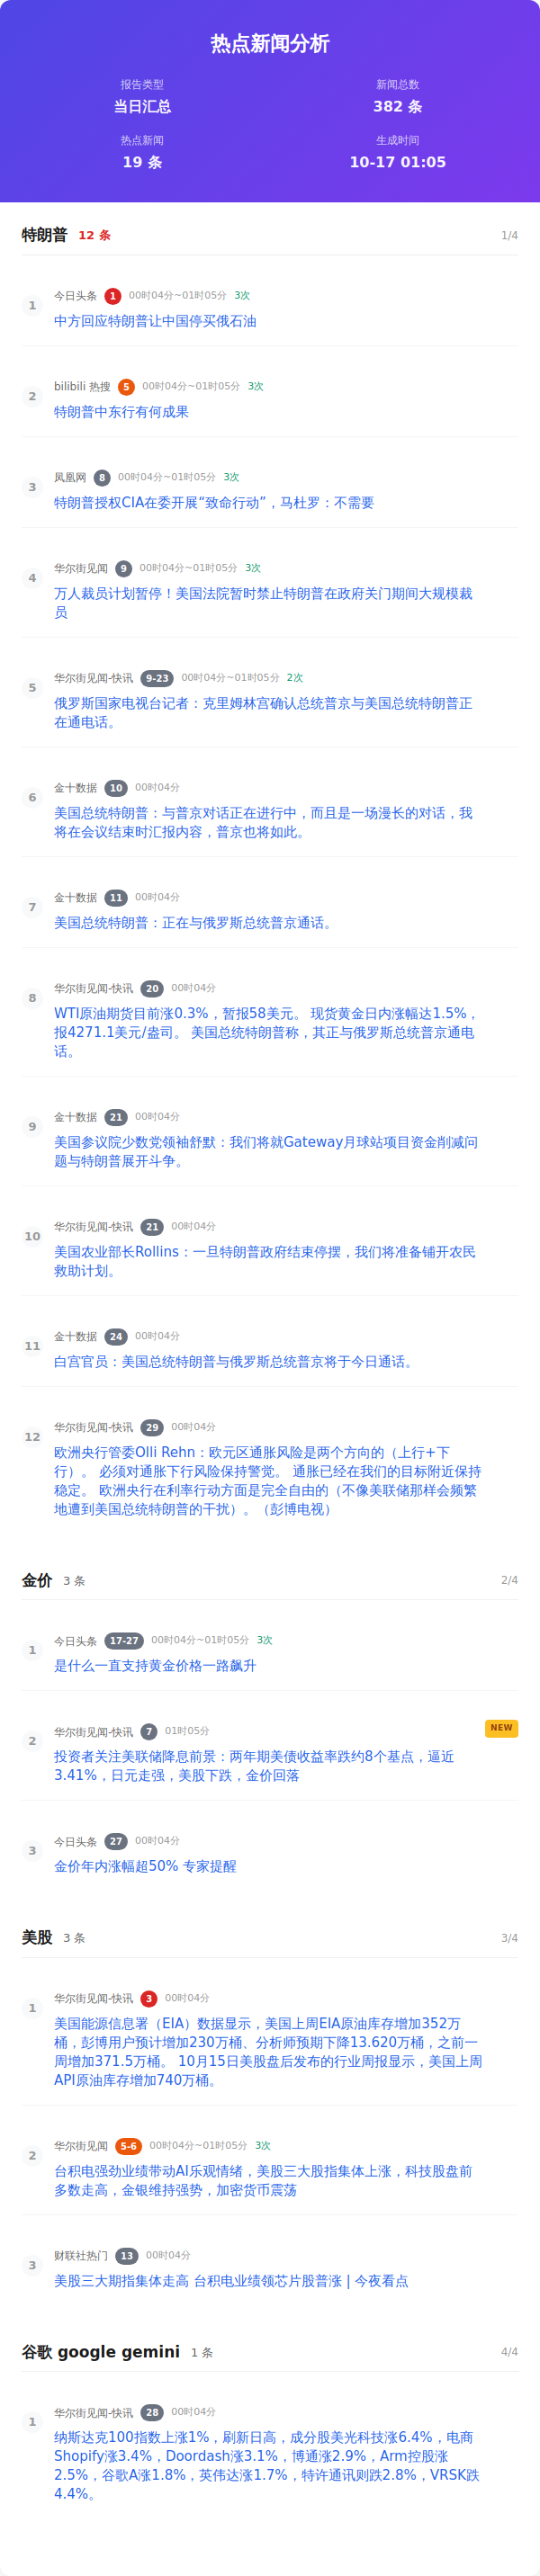 热点新闻分析
报告类型
当日汇总
新闻总数
382 条
热点新闻
19 条
生成时间
10-17 01:05
特朗普 12 条 1/4
1
今日头条 1 00时04分~01时05分 3次
中方回应特朗普让中国停买俄石油
2
bilibili 热搜 5 00时04分~01时05分 3次
特朗普中东行有何成果
3
凤凰网 8 00时04分~01时05分 3次
特朗普授权CIA在委开展“致命行动”，马杜罗：不需要
4
华尔街见闻 9 00时04分~01时05分 3次
万人裁员计划暂停！美国法院暂时禁止特朗普在政府关门期间大规模裁
员
5
华尔街见闻-快讯 9-23 00时04分~01时05分 2次
俄罗斯国家电视台记者：克里姆林宫确认总统普京与美国总统特朗普正
在通电话。
6
金十数据 10 00时04分
美国总统特朗普：与普京对话正在进行中，而且是一场漫长的对话，我
将在会议结束时汇报内容，普京也将如此。
7
金十数据 11 00时04分
美国总统特朗普：正在与俄罗斯总统普京通话。
8
华尔街见闻-快讯 20 00时04分
WTI原油期货目前涨0.3%，暂报58美元。 现货黄金日内涨幅达1.5%，
报4271.1美元/盎司。 美国总统特朗普称，其正与俄罗斯总统普京通电
话。
9
金十数据 21 00时04分
美国参议院少数党领袖舒默：我们将就Gateway月球站项目资金削减问
题与特朗普展开斗争。
10
华尔街见闻-快讯 21 00时04分
美国农业部长Rollins：一旦特朗普政府结束停摆，我们将准备铺开农民
救助计划。
11
金十数据 24 00时04分
白宫官员：美国总统特朗普与俄罗斯总统普京将于今日通话。
12
华尔街见闻-快讯 29 00时04分
欧洲央行管委Olli Rehn：欧元区通胀风险是两个方向的（上行+下
行）。 必须对通胀下行风险保持警觉。 通胀已经在我们的目标附近保持
稳定。 欧洲央行在利率行动方面是完全自由的（不像美联储那样会频繁
地遭到美国总统特朗普的干扰）。（彭博电视）
金价 3 条 2/4
1
今日头条 17-27 00时04分~01时05分 3次
是什么一直支持黄金价格一路飙升
2
华尔街见闻-快讯 7 01时05分 NEW
投资者关注美联储降息前景：两年期美债收益率跌约8个基点，逼近
3.41%，日元走强，美股下跌，金价回落
3
今日头条 27 00时04分
金价年内涨幅超50% 专家提醒
美股 3 条 3/4
1
华尔街见闻-快讯 3 00时04分
美国能源信息署（EIA）数据显示，美国上周EIA原油库存增加352万
桶，彭博用户预计增加230万桶、分析师预期下降13.620万桶，之前一
周增加371.5万桶。 10月15日美股盘后发布的行业周报显示，美国上周
API原油库存增加740万桶。
2
华尔街见闻 5-6 00时04分~01时05分 3次
台积电强劲业绩带动AI乐观情绪，美股三大股指集体上涨，科技股盘前
多数走高，金银维持强势，加密货币震荡
3
财联社热门 13 00时04分
美股三大期指集体走高 台积电业绩领芯片股普涨 | 今夜看点
谷歌 google gemini 1 条 4/4
1
华尔街见闻-快讯 28 00时04分
纳斯达克100指数上涨1%，刷新日高，成分股美光科技涨6.4%，电商
Shopify涨3.4%，Doordash涨3.1%，博通涨2.9%，Arm控股涨
2.5%，谷歌A涨1.8%，英伟达涨1.7%，特许通讯则跌2.8%，VRSK跌
4.4%。